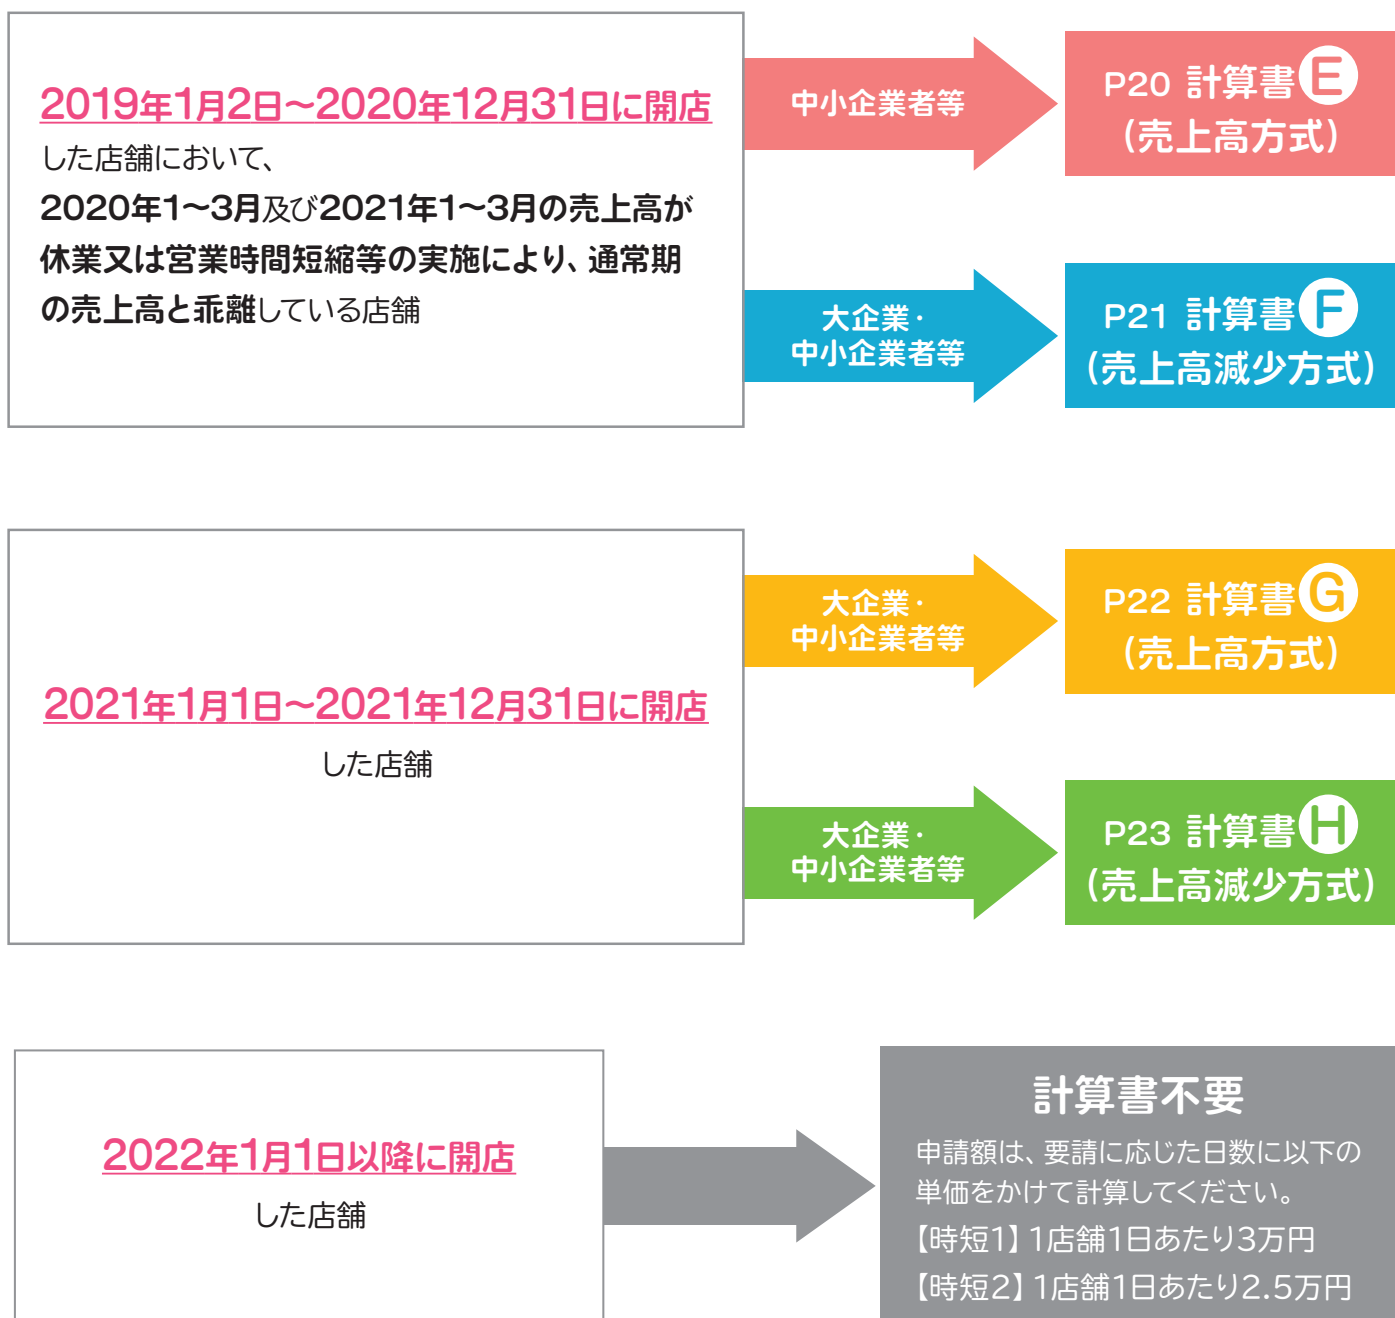 2019年1月2日～2020年12月31日に開店
した店舗において、
2020年1～3月及び2021年1～3月の売上高が
休業又は営業時間短縮等の実施により、通常期
の売上高と乖離している店舗
中小企業者等
P20 計算書E
(売上高方式)
大企業・
中小企業者等
P21 計算書F
(売上高減少方式)
2021年1月1日～2021年12月31日に開店
した店舗
大企業・
中小企業者等
P22 計算書G
(売上高方式)
大企業・
中小企業者等
P23 計算書H
(売上高減少方式)
2022年1月1日以降に開店
した店舗
計算書不要
申請額は、要請に応じた日数に以下の
単価をかけて計算してください。
【時短1】1店舗1日あたり3万円
【時短2】1店舗1日あたり2.5万円